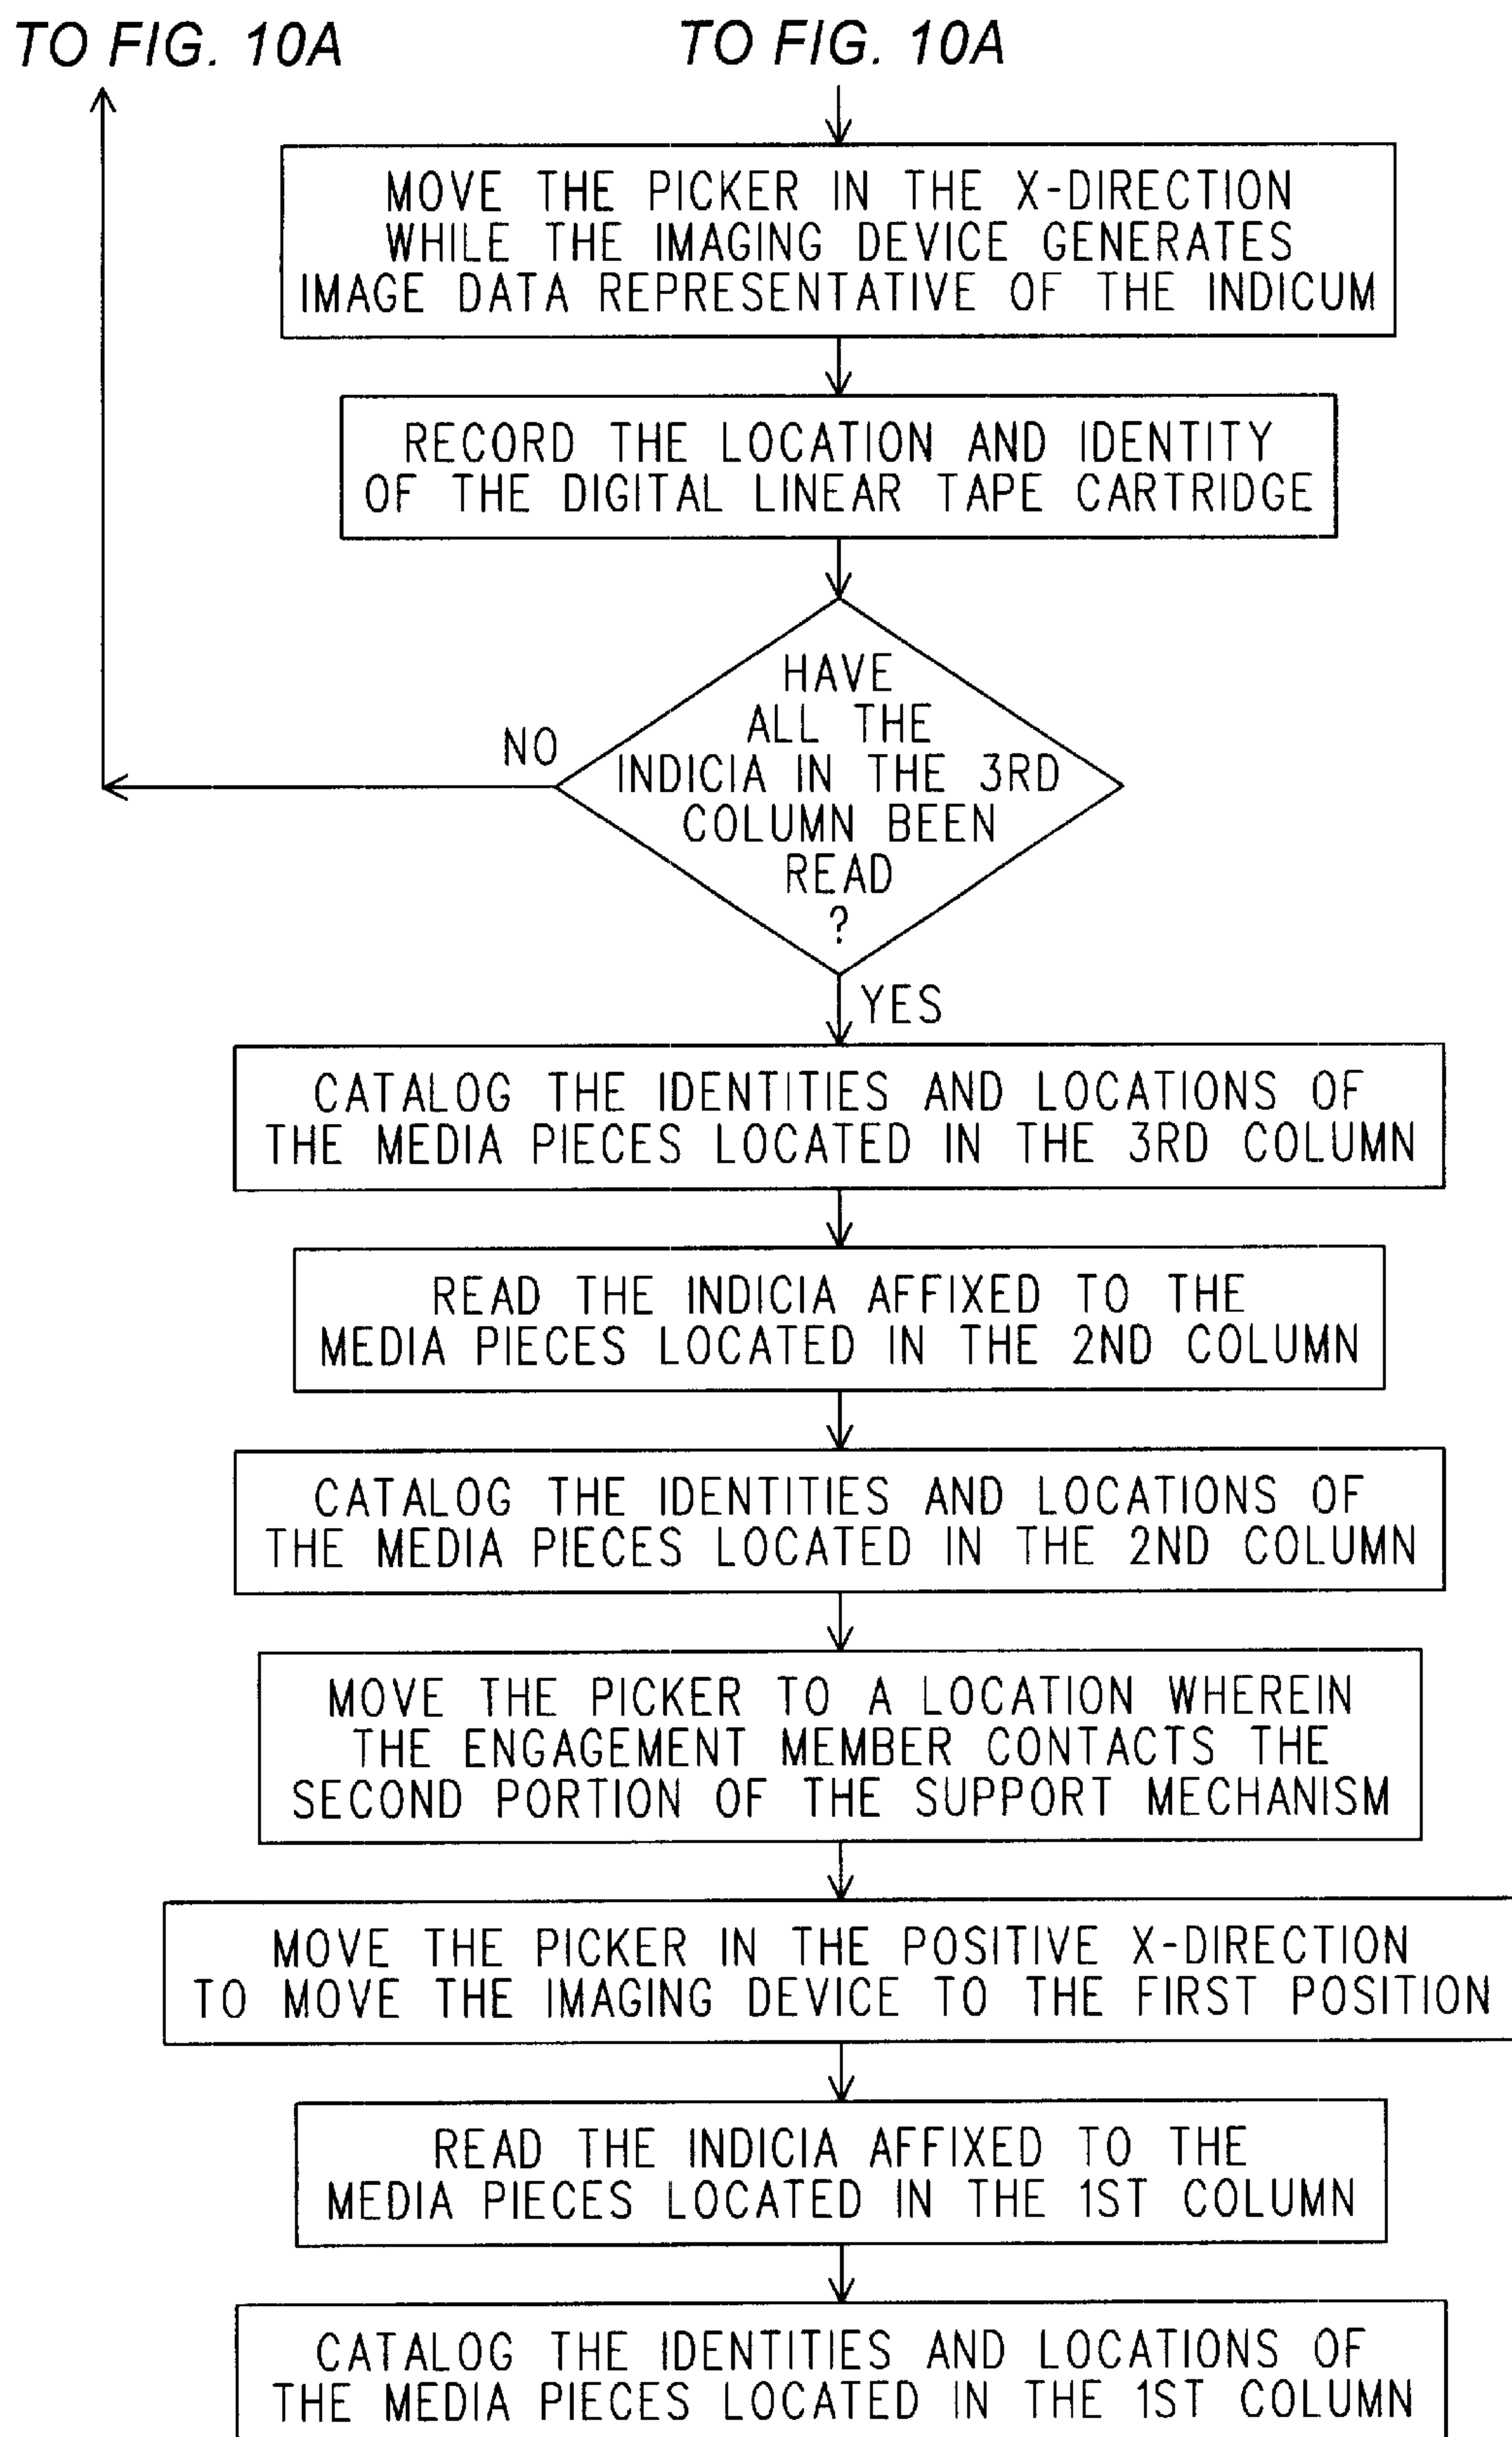 TO FIG. 10A
TO FIG. 10A
MOVE THE PICKER IN THE X-DIRECTION
WHILE THE IMAGING DEVICE GENERATES
IMAGE DATA REPRESENTATIVE OF THE INDICUM
RECORD THE LOCATION AND IDENTITY
OF THE DIGITAL LINEAR TAPE CARTRIDGE
HAVE
ALL THE
INDICIA IN THE 3RD
COLUMN BEEN
READ
?
NO
YES
CATALOG THE IDENTITIES AND LOCATIONS OF
THE MEDIA PIECES LOCATED IN THE 3RD COLUMN
READ THE INDICIA AFFIXED TO THE
MEDIA PIECES LOCATED IN THE 2ND COLUMN
CATALOG THE IDENTITIES AND LOCATIONS OF
THE MEDIA PIECES LOCATED IN THE 2ND COLUMN
MOVE THE PICKER TO A LOCATION WHEREIN
THE ENGAGEMENT MEMBER CONTACTS THE
SECOND PORTION OF THE SUPPORT MECHANISM
MOVE THE PICKER IN THE POSITIVE X-DIRECTION
TO MOVE THE IMAGING DEVICE TO THE FIRST POSITION
READ THE INDICIA AFFIXED TO THE
MEDIA PIECES LOCATED IN THE 1ST COLUMN
CATALOG THE IDENTITIES AND LOCATIONS OF
THE MEDIA PIECES LOCATED IN THE 1ST COLUMN